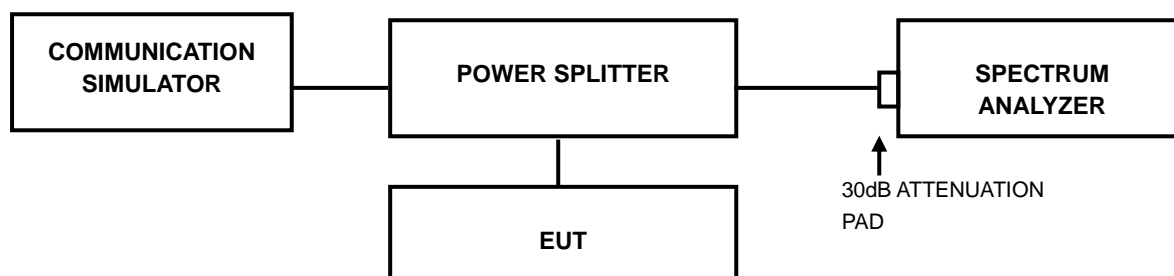 COMMUNICATION
SIMULATOR
POWER SPLITTER
SPECTRUM
ANALYZER
30dB ATTENUATION
PAD
EUT